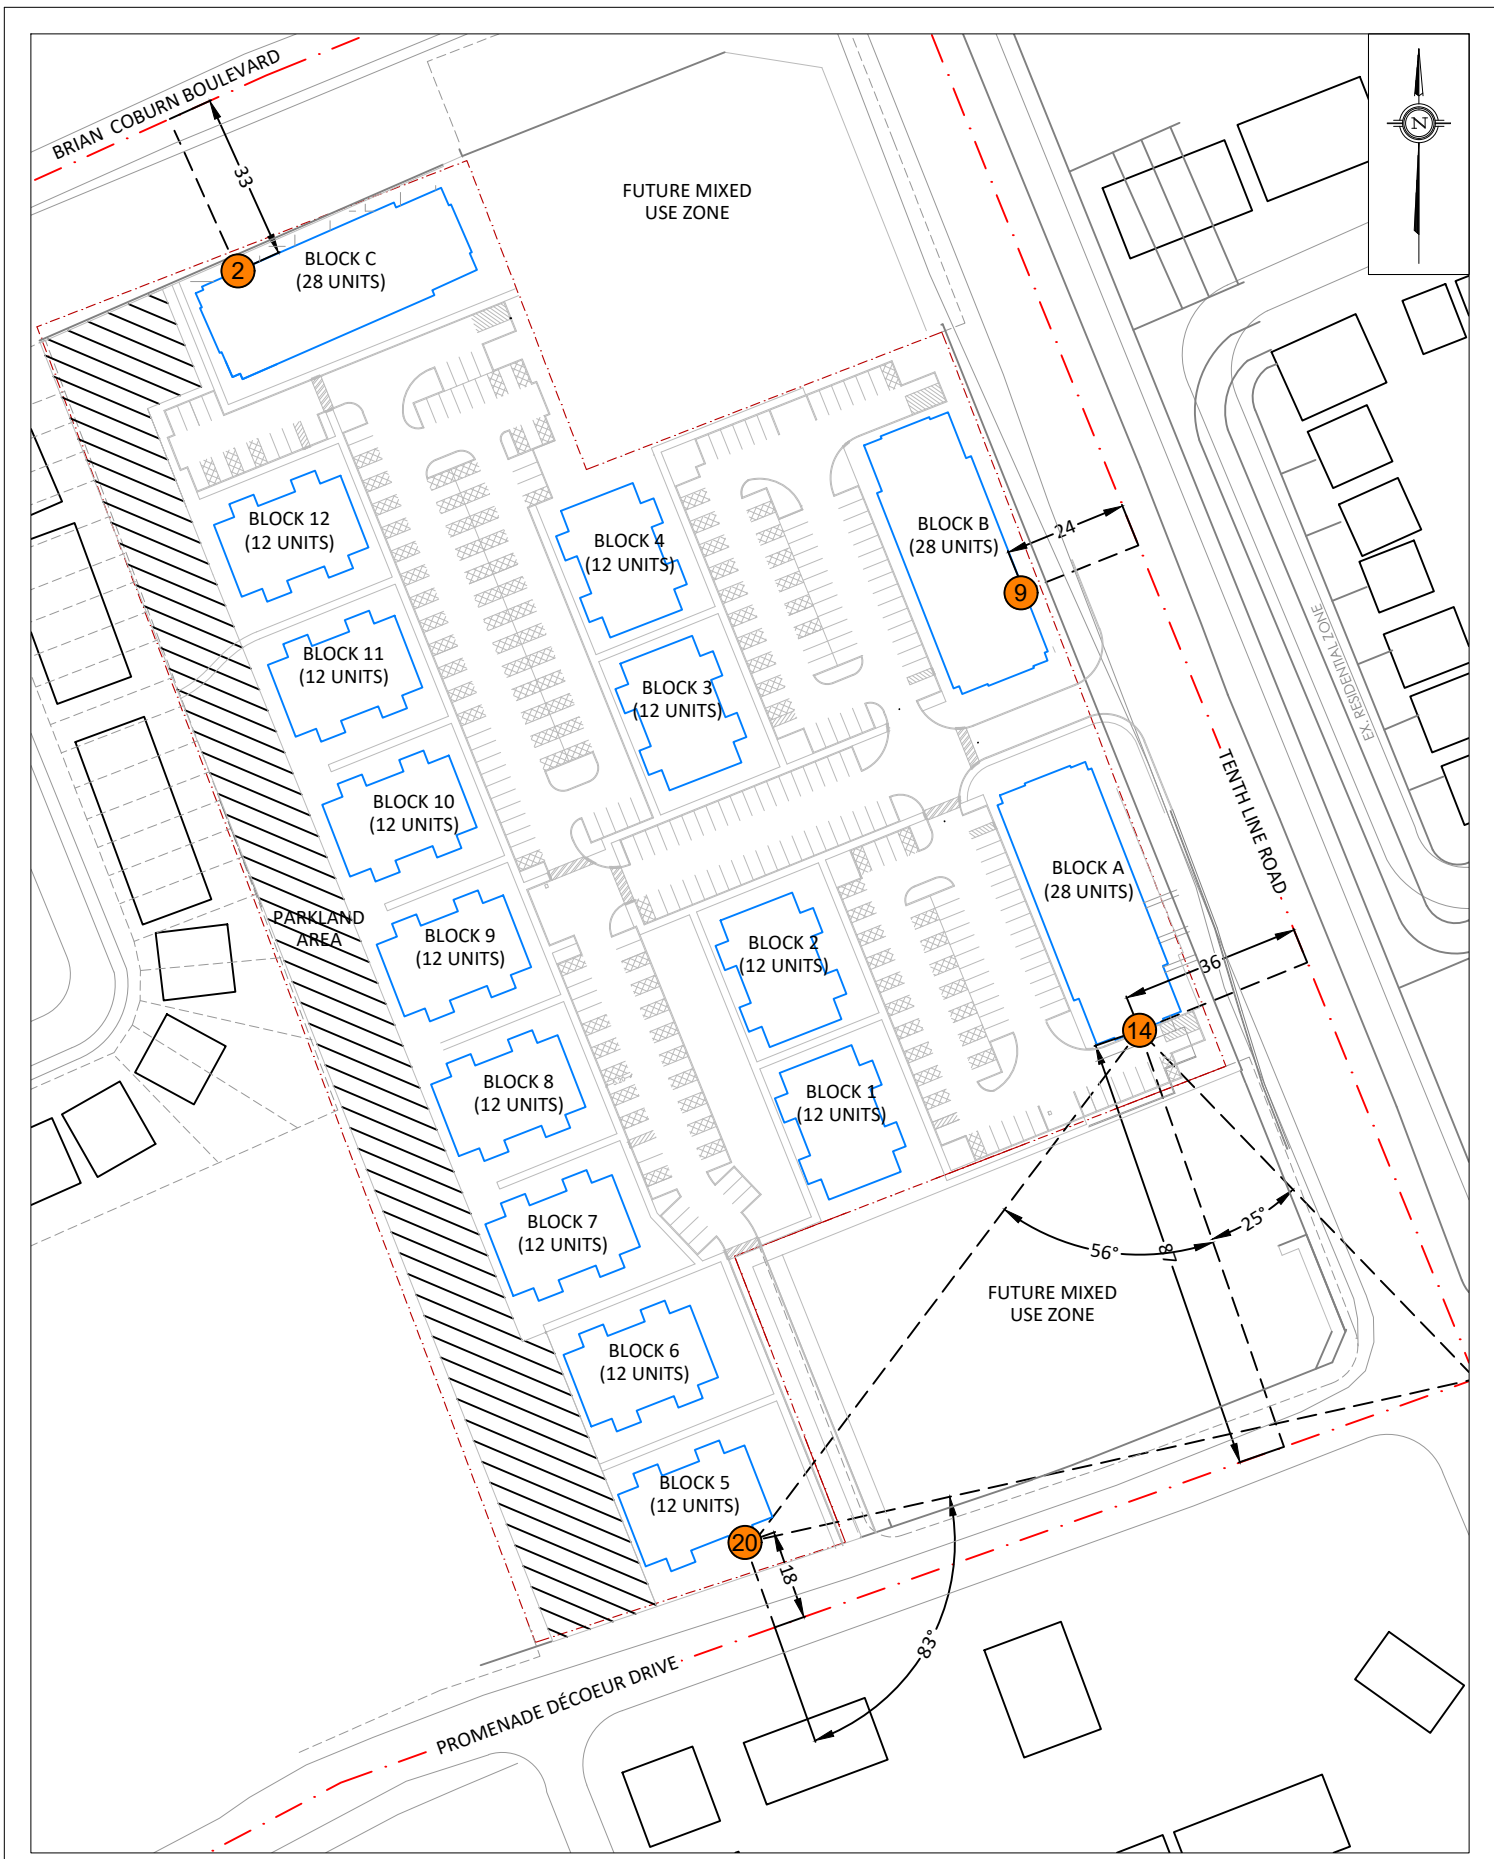 BRIAN COBURN BOULEVARD
N
33
FUTURE MIXED
USE ZONE
2
BLOCK C
(28 UNITS)
BLOCK 12
(12 UNITS)
BLOCK 4
(12 UNITS)
BLOCK B
(28 UNITS)
24
9
BLOCK 11
(12 UNITS)
BLOCK 3
(12 UNITS)
EX. RESIDENTIAL ZONE
BLOCK 10
(12 UNITS)
TENTH LINE ROAD
BLOCK A
(28 UNITS)
PARKLAND
AREA
BLOCK 9
(12 UNITS)
BLOCK 2
(12 UNITS)
36
14
BLOCK 8
(12 UNITS)
BLOCK 1
(12 UNITS)
BLOCK 7
(12 UNITS)
56°
87
25°
FUTURE MIXED
USE ZONE
BLOCK 6
(12 UNITS)
BLOCK 5
(12 UNITS)
20
18
83°
PROMENADE DÉCOEUR DRIVE